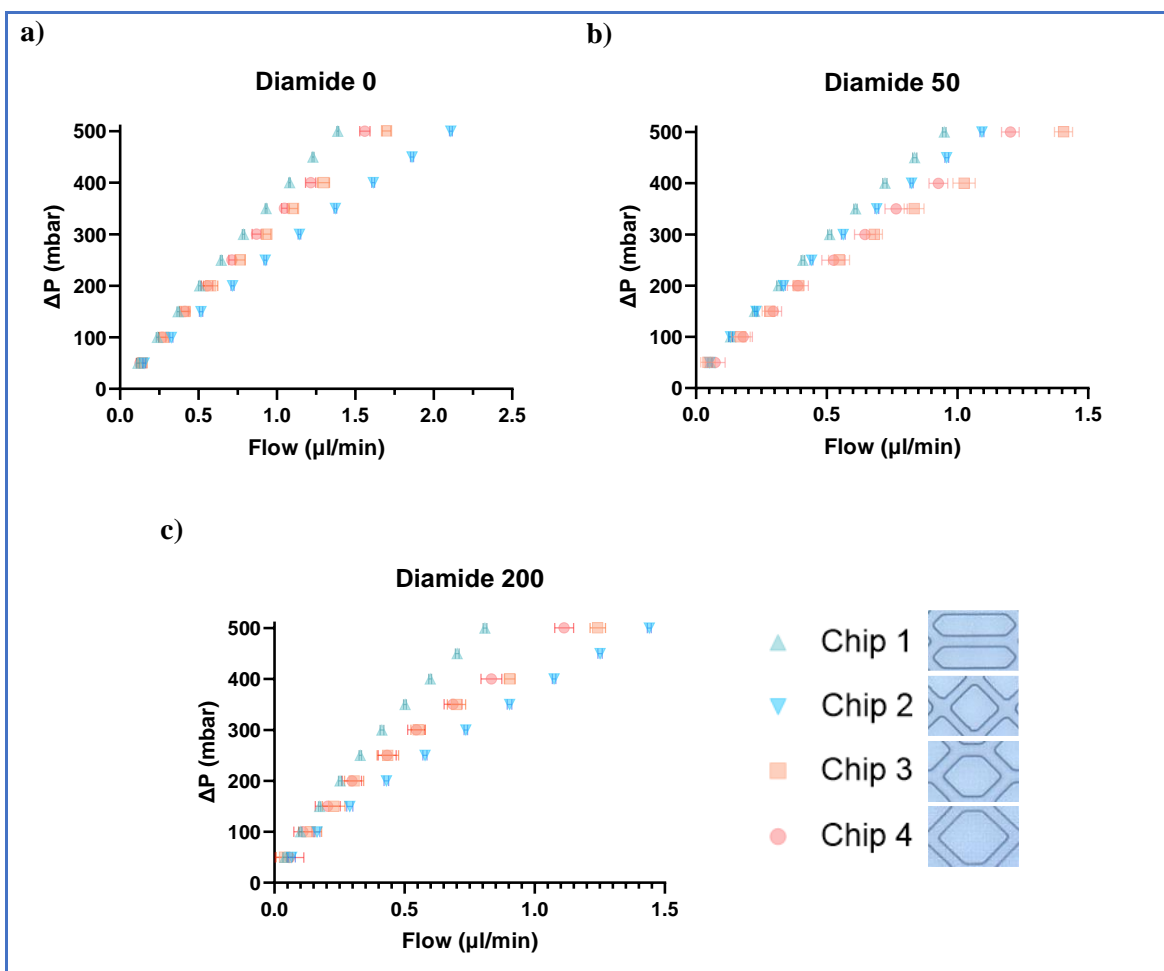 a)
Diamide 0
ΔP (mbar)
500
400
300
200
100
0
0.0 0.5 1.0 1.5 2.0 2.5
Flow (µl/min)
b)
Diamide 50
ΔP (mbar)
500
400
300
200
100
0
0.0 0.5 1.0 1.5
Flow (µl/min)
c)
Diamide 200
ΔP (mbar)
500
400
300
200
100
0
0.0 0.5 1.0 1.5
Flow (µl/min)
Chip 1
Chip 2
Chip 3
Chip 4